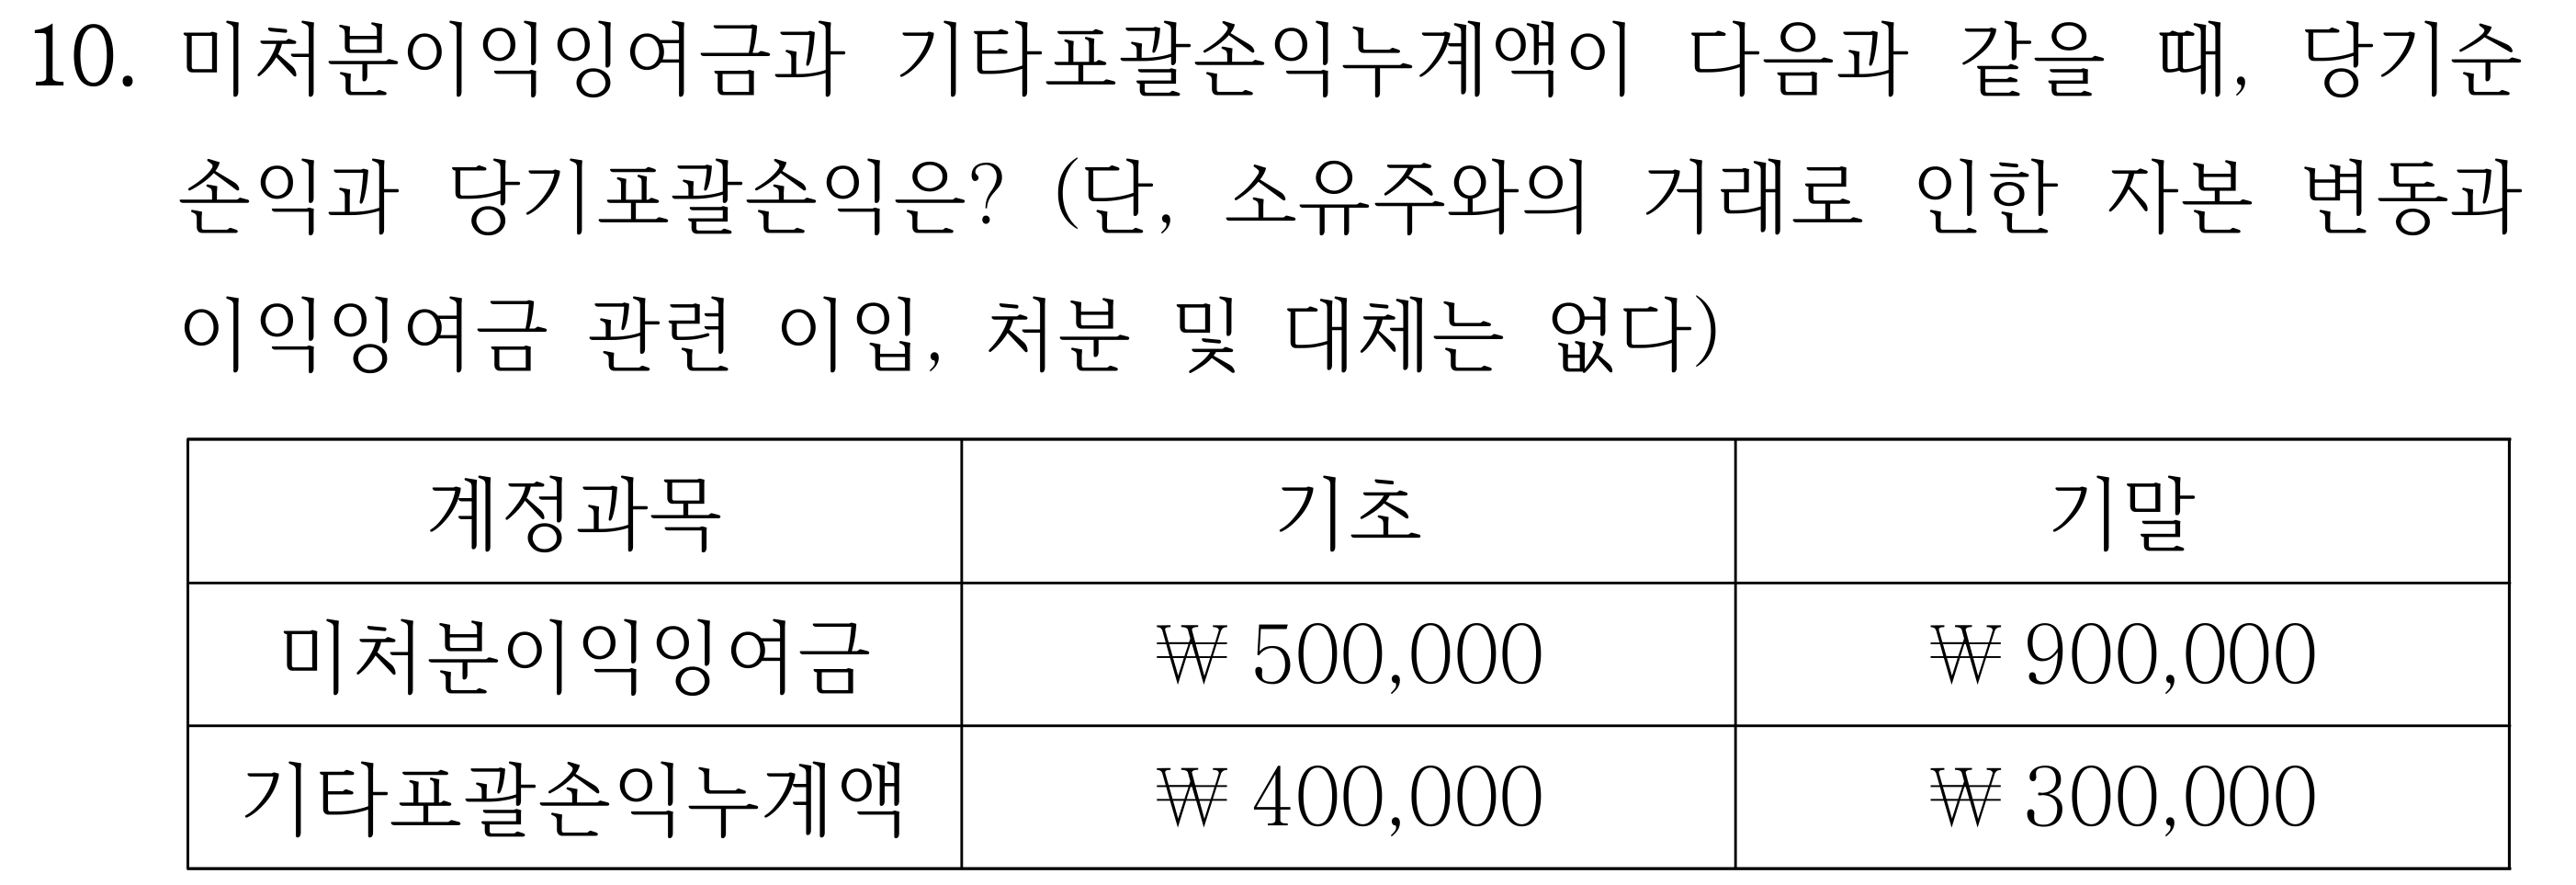 10. 미처분이익잉여금과 기타포괄손익누계액이 다음과 같을 때, 당기순
손익과 당기포괄손익은? (단, 소유주와의 거래로 인한 자본 변동과
이익잉여금 관련 이입, 처분 및 대체는 없다)
계정과목 기초 기말
미처분이익잉여금 ₩ 500,000 ₩ 900,000
기타포괄손익누계액 ₩ 400,000 ₩ 300,000